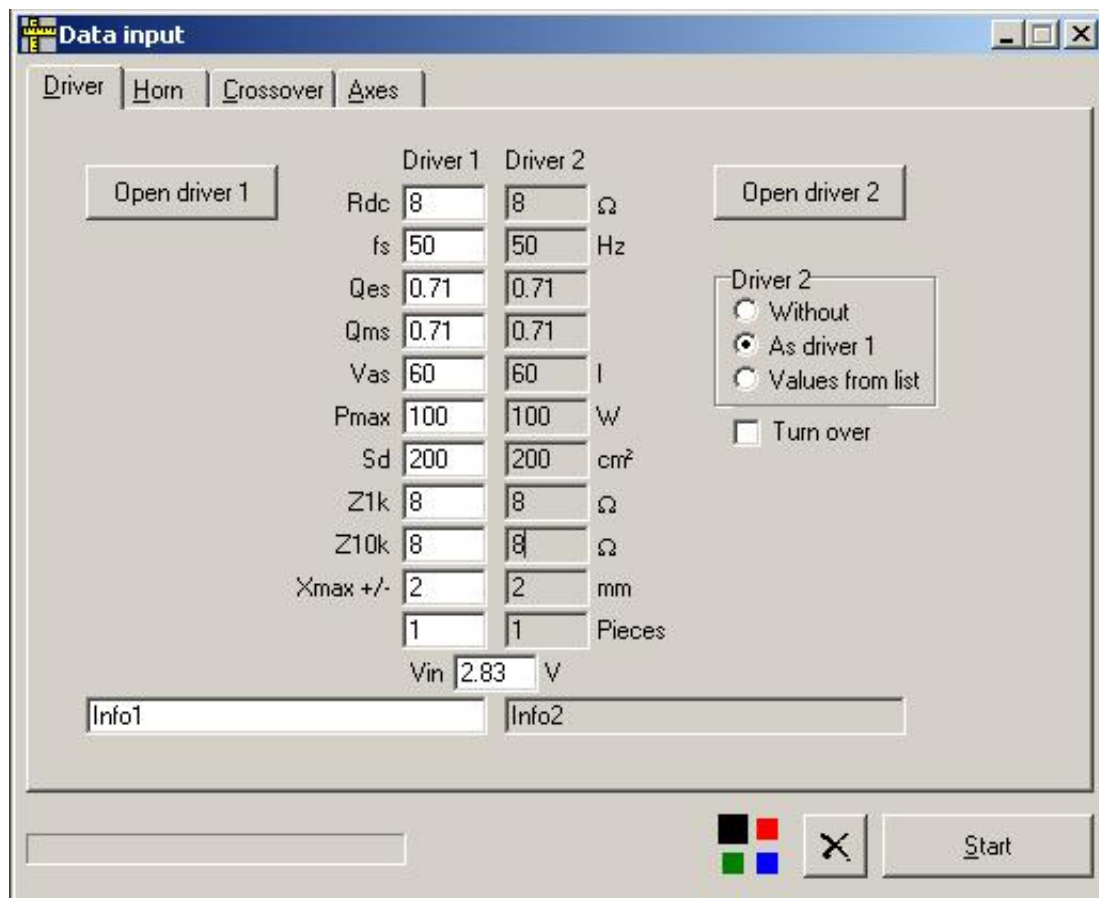 Data input
Driver Horn Crossover Axes
Driver 1 Driver 2
Open driver 1
Open driver 2
Rdc 8 8 Ω
fs 50 50 Hz
Qes 0.71 0.71
Qms 0.71 0.71
Vas 60 60 l
Pmax 100 100 W
Sd 200 200 cm²
Z1k 8 8 Ω
Z10k 8 8 Ω
Xmax +/- 2 2 mm
1 1 Pieces
Vin 2.83 V
Info1 Info2
Driver 2
Without
As driver 1
Values from list
Turn over
Start